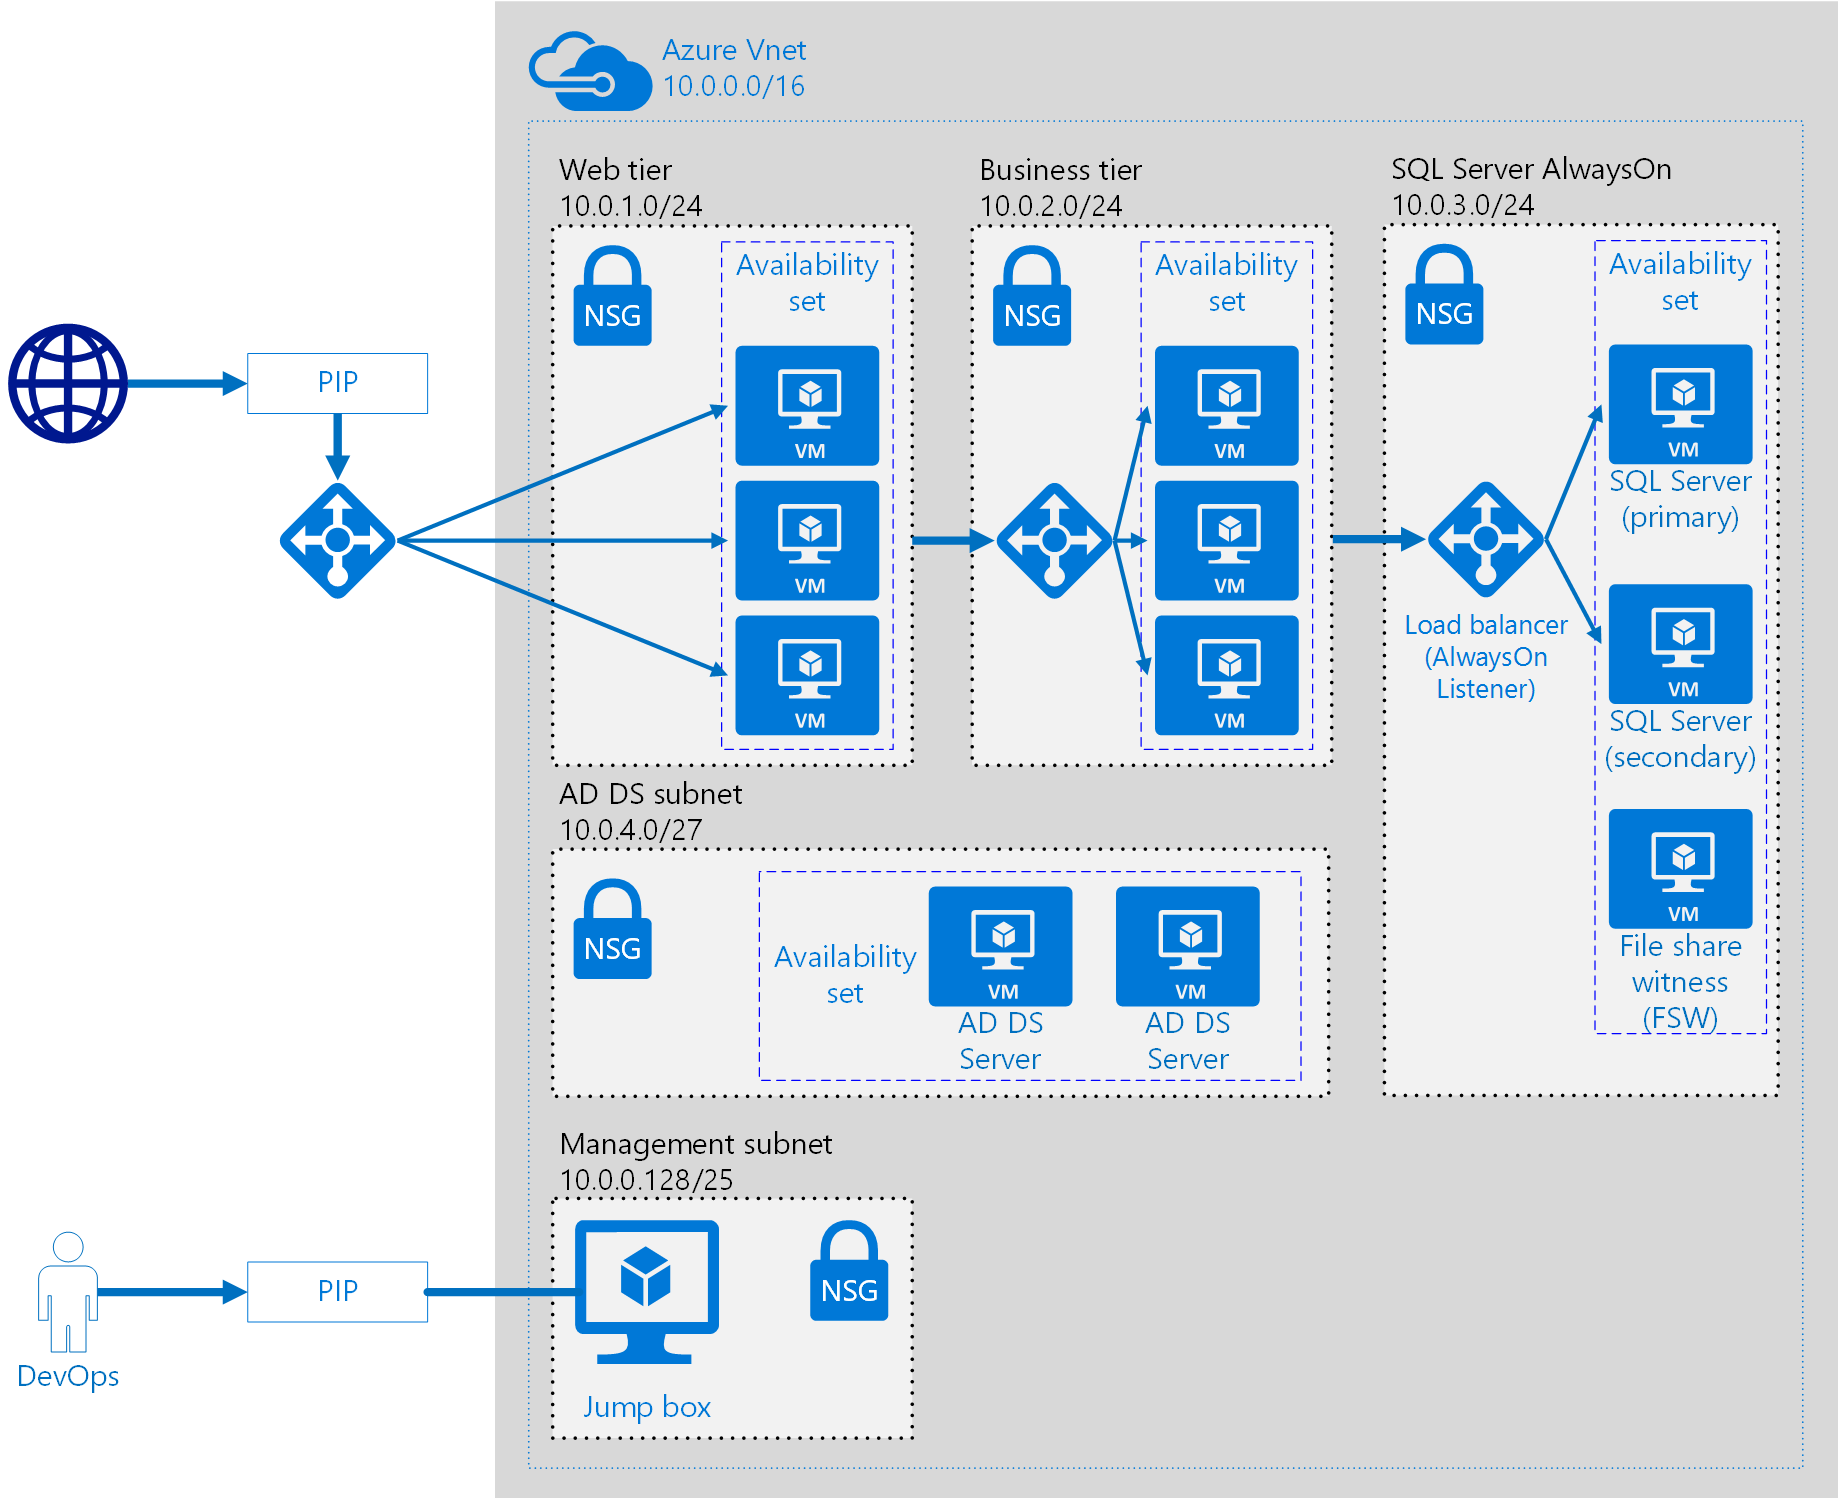 Azure Vnet
10.0.0.0/16
Web tier
10.0.1.0/24
NSG
Availability
set
VM
VM
VM
Business tier
10.0.2.0/24
NSG
Availability
set
VM
VM
VM
SQL Server AlwaysOn
10.0.3.0/24
NSG
Availability
set
VM
SQL Server
(primary)
Load balancer
(AlwaysOn
Listener)
VM
SQL Server
(secondary)
VM
File share
witness
(FSW)
PIP
AD DS subnet
10.0.4.0/27
NSG
Availability
set
VM
AD DS
Server
VM
AD DS
Server
Management subnet
10.0.0.128/25
NSG
Jump box
PIP
DevOps